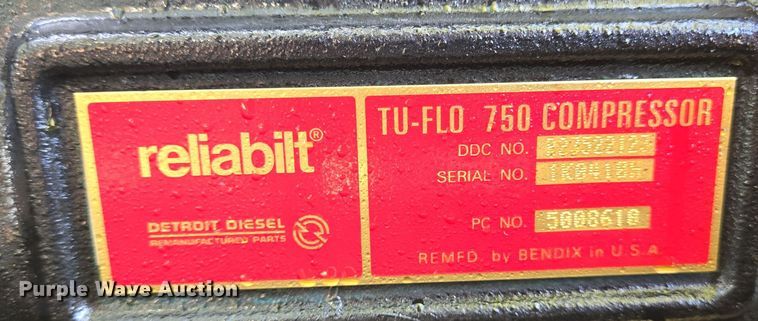 reliabilt®
DETROIT DIESEL
REMANUFACTURED PARTS
TU-FLO 750 COMPRESSOR
DDC NO.
SERIAL NO.
PC NO. 5008610
REMFD. by BENDIX in U.S.A.
Purple Wave Auction